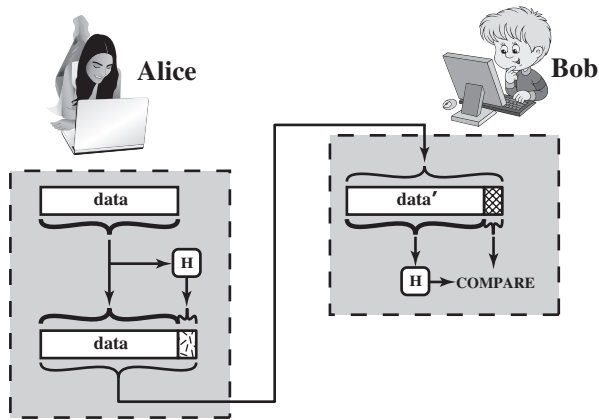 Alice
Bob
data
H
data
data′
H
COMPARE